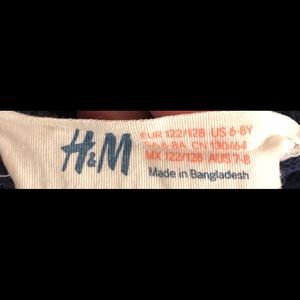 H&M
EUR 122/128 US 6-8Y
CN 130/64
MX 122/128 AUS 7-8
Made in Bangladesh